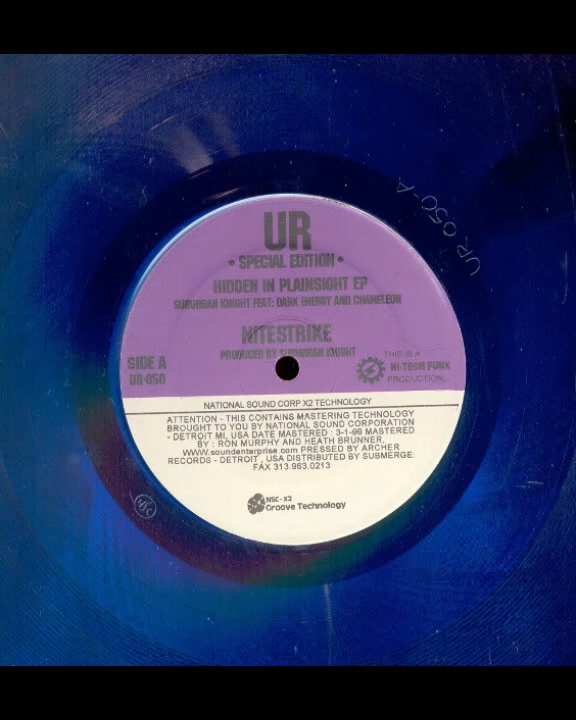 UR
• SPECIAL EDITION •
HIDDEN IN PLAINSIGHT EP
SUBURBAN KNIGHT FEAT: DARK ENERGY AND CHAMELEON
NITESTRIKE
PRODUCED BY SUBURBAN KNIGHT
SIDE A
UR-050
THIS IS A
HI-TECH FUNK
PRODUCTION...
NATIONAL SOUND CORP X2 TECHNOLOGY
ATTENTION - THIS CONTAINS MASTERING TECHNOLOGY
BROUGHT TO YOU BY NATIONAL SOUND CORPORATION
- DETROIT MI, USA DATE MASTERED : 3-1-99 MASTERED
BY : RON MURPHY AND HEATH BRUNNER,
WWW.soundenterprise.com PRESSED BY ARCHER
RECORDS - DETROIT , USA DISTRIBUTED BY SUBMERGE:
FAX 313.963.0213
NSC-X2
Groove Technology
UR-050-A